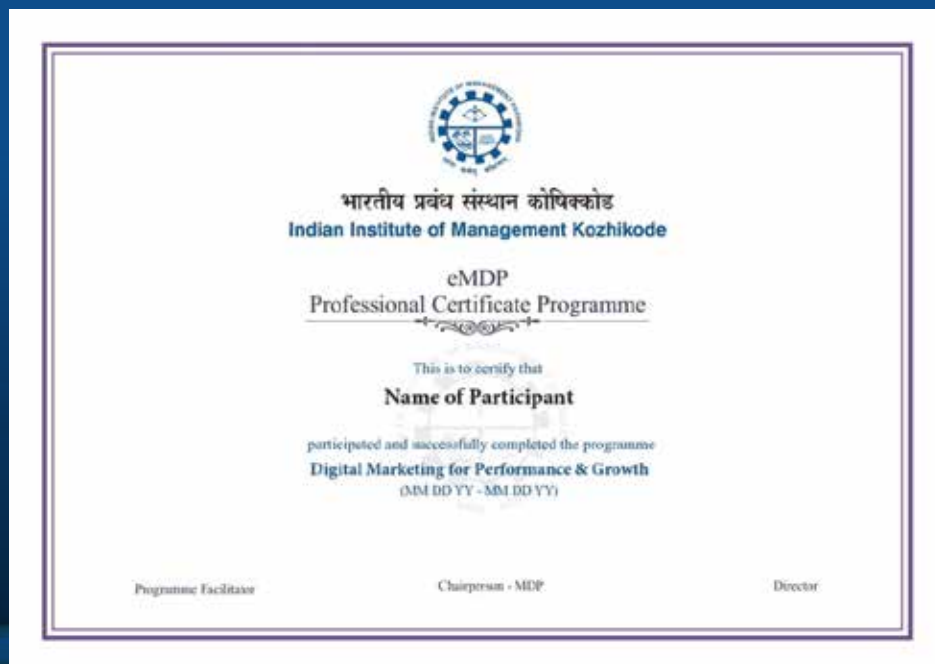 भारतीय प्रबंध संस्थान कोषिक्कोड
Indian Institute of Management Kozhikode
eMDP
Professional Certificate Programme
This is to certify that
Name of Participant
participated and successfully completed the programme
Digital Marketing for Performance & Growth
(MM DD YY - MM DD YY)
Programme Facilitator
Chairperson - MDP
Director